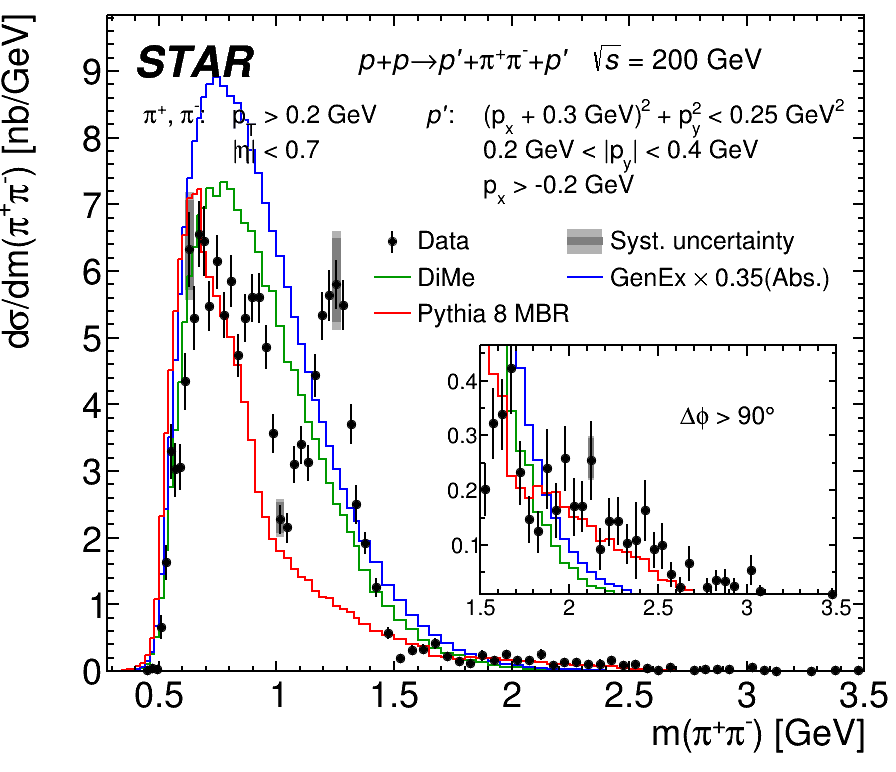 STAR
p+p→p′+π⁺π⁻+p′ √s = 200 GeV
π⁺, π⁻: p_T > 0.2 GeV
|η| < 0.7
p′: (p_x + 0.3 GeV)² + p_y² < 0.25 GeV²
0.2 GeV < |p_y| < 0.4 GeV
p_x > -0.2 GeV
Data
Syst. uncertainty
DiMe
GenEx × 0.35(Abs.)
Pythia 8 MBR
Δϕ > 90°
0.4
0.3
0.2
0.1
1.5 2 2.5 3 3.5
dσ/dm(π⁺π⁻) [nb/GeV]
9
8
7
6
5
4
3
2
1
0
0.5 1 1.5 2 2.5 3 3.5
m(π⁺π⁻) [GeV]